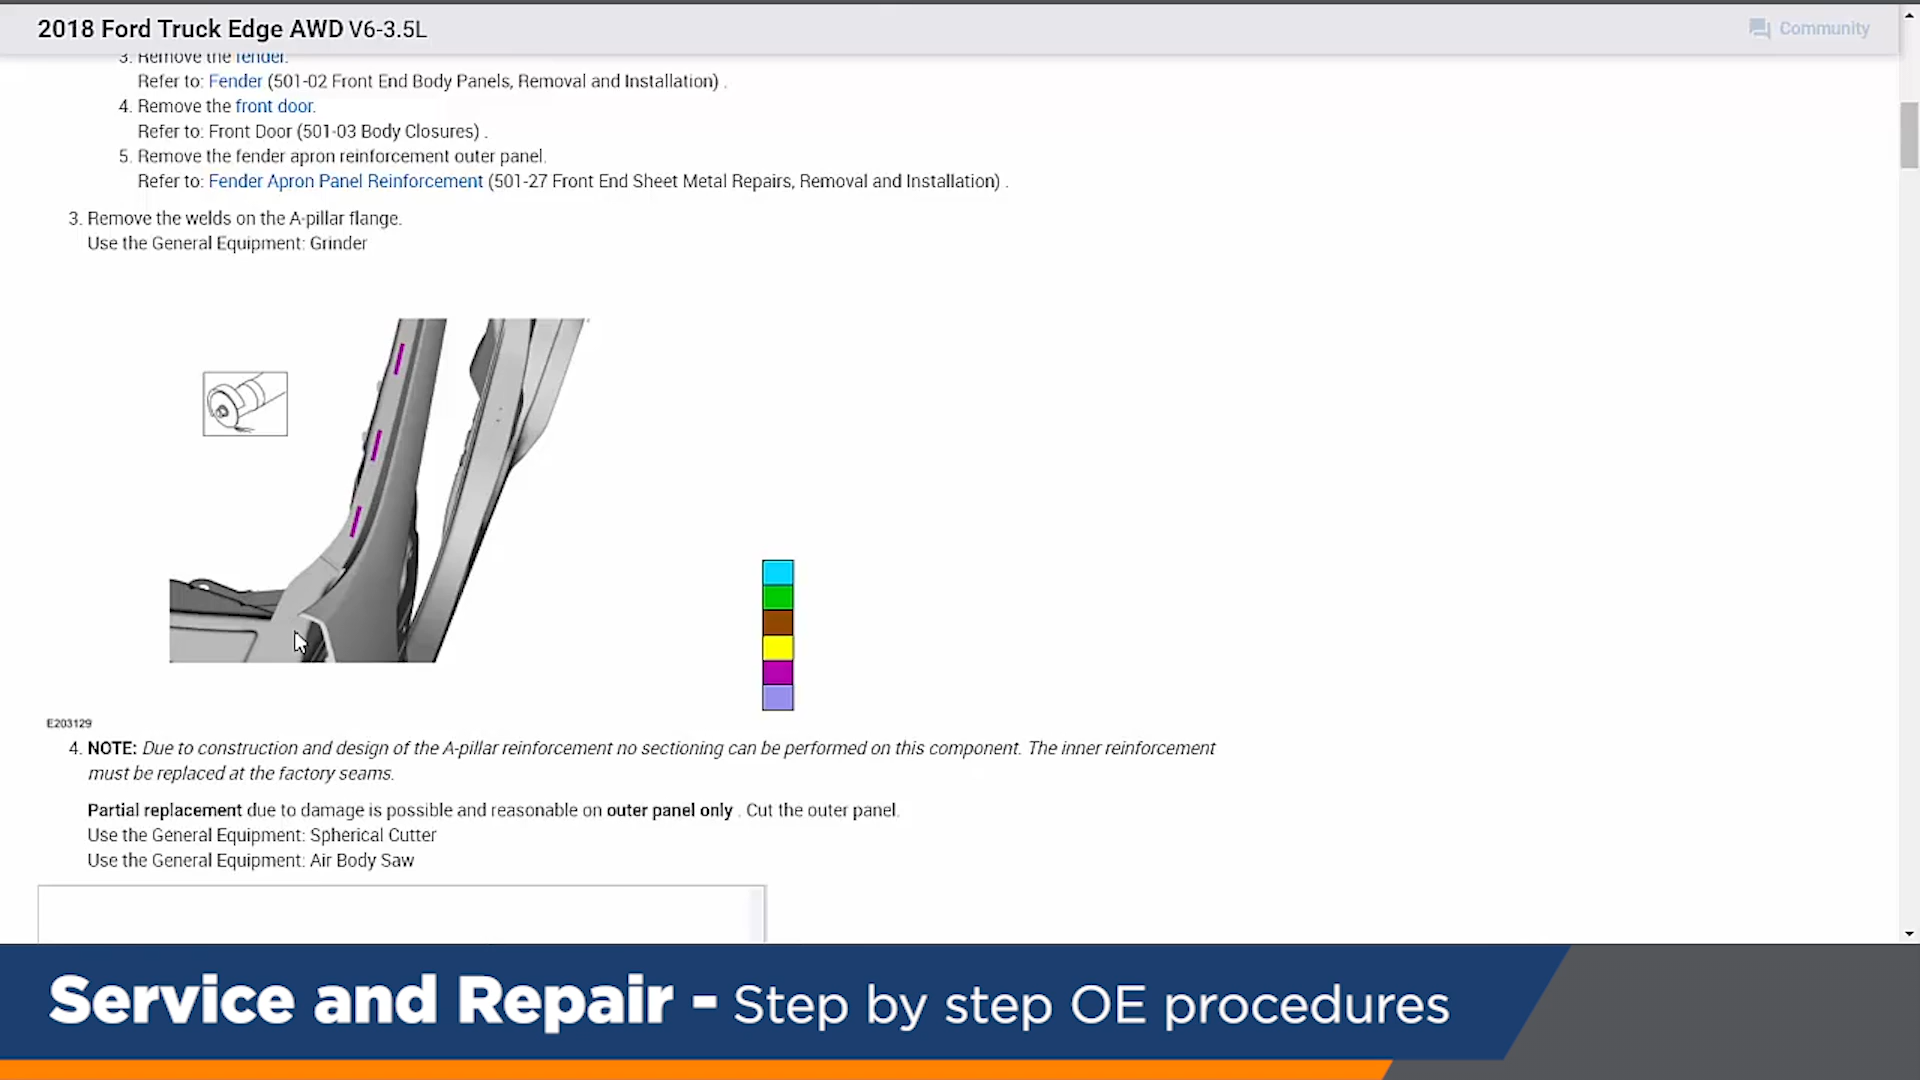 2018 Ford Truck Edge AWD V6-3.5L
Community
3. Remove the fender.
Refer to: Fender (501-02 Front End Body Panels, Removal and Installation) .
4. Remove the front door.
Refer to: Front Door (501-03 Body Closures) .
5. Remove the fender apron reinforcement outer panel.
Refer to: Fender Apron Panel Reinforcement (501-27 Front End Sheet Metal Repairs, Removal and Installation) .
3. Remove the welds on the A-pillar flange.
Use the General Equipment: Grinder
E203129
4. NOTE: Due to construction and design of the A-pillar reinforcement no sectioning can be performed on this component. The inner reinforcement
must be replaced at the factory seams.
Partial replacement due to damage is possible and reasonable on outer panel only . Cut the outer panel.
Use the General Equipment: Spherical Cutter
Use the General Equipment: Air Body Saw
Service and Repair - Step by step OE procedures